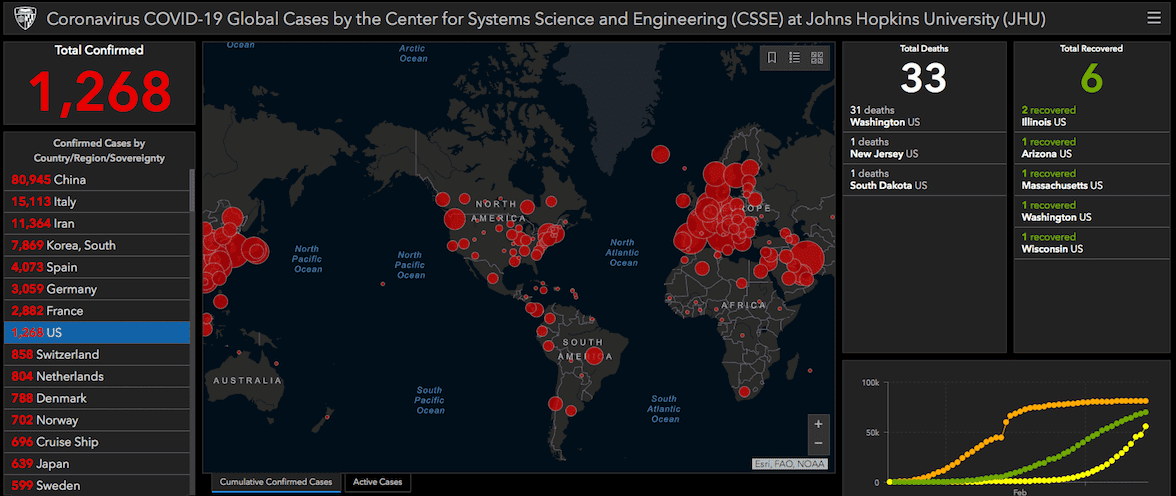 Coronavirus COVID-19 Global Cases by the Center for Systems Science and Engineering (CSSE) at Johns Hopkins University (JHU)
Total Confirmed
1,268
Confirmed Cases by
Country/Region/Sovereignty
80,945 China
15,113 Italy
11,364 Iran
7,869 Korea, South
4,073 Spain
3,059 Germany
2,882 France
1,268 US
858 Switzerland
804 Netherlands
788 Denmark
702 Norway
696 Cruise Ship
639 Japan
599 Sweden
Ocean
Arctic
Ocean
NORTH
AMERICA
North
Pacific
Ocean
North
Pacific
Ocean
North
Atlantic
Ocean
AFRICA
SOUTH
AMERICA
AUSTRALIA
South
Pacific
Ocean
South
Atlantic
Ocean
+
−
Esri, FAO, NOAA
Cumulative Confirmed Cases
Active Cases
Total Deaths
33
31 deaths
Washington US
1 deaths
New Jersey US
1 deaths
South Dakota US
Total Recovered
6
2 recovered
Illinois US
1 recovered
Arizona US
1 recovered
Massachusetts US
1 recovered
Washington US
1 recovered
Wisconsin US
100k
50k
0
Feb